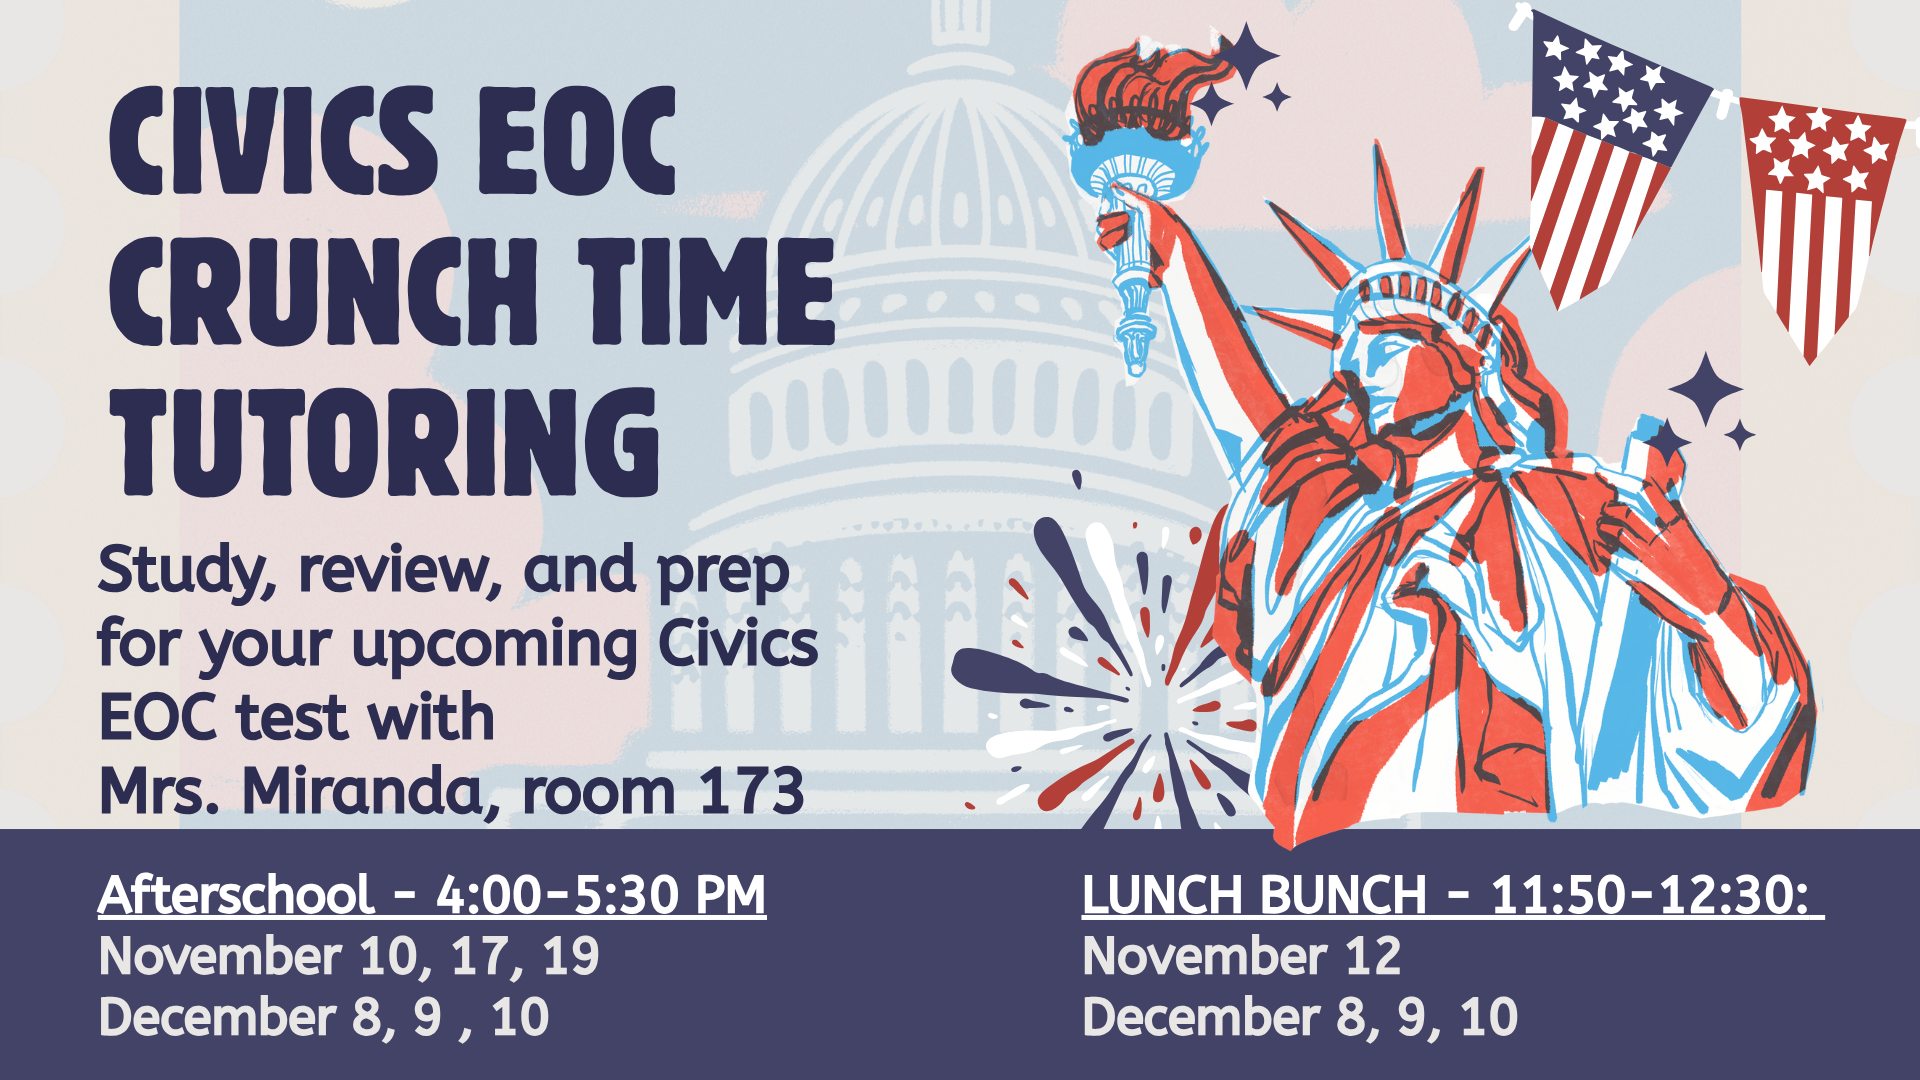 CIVICS EOC
CRUNCH TIME
TUTORING
Study, review, and prep
for your upcoming Civics
EOC test with
Mrs. Miranda, room 173
Afterschool - 4:00-5:30 PM
November 10, 17, 19
December 8, 9 , 10
LUNCH BUNCH - 11:50-12:30:
November 12
December 8, 9, 10